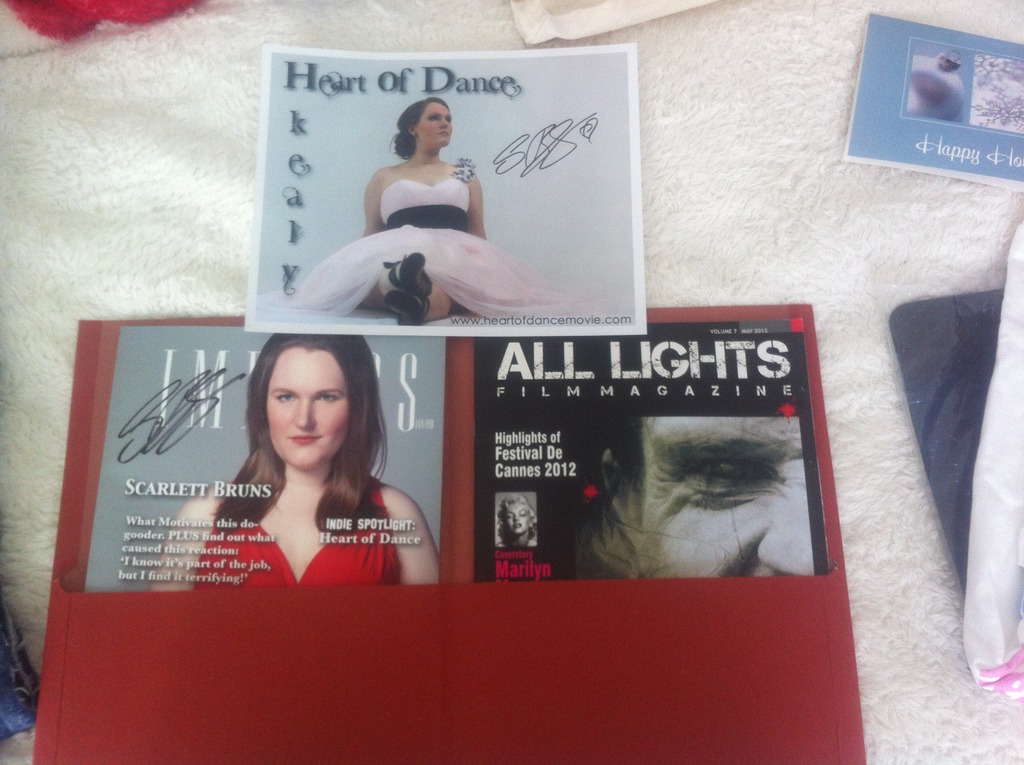 Heart of Dance
kealy
www.heartofdancemovie.com
Happy
SCARLETT BRUNS
What Motivates this do-
gooder. PLUS find out what
caused this reaction:
'I know it's part of the job,
but I find it terrifying!'
INDIE SPOTLIGHT:
Heart of Dance
VOLUME 7 MAY 2012
ALL LIGHTS
FILM MAGAZINE
Highlights of
Festival De
Cannes 2012
Coverstory
Marilyn